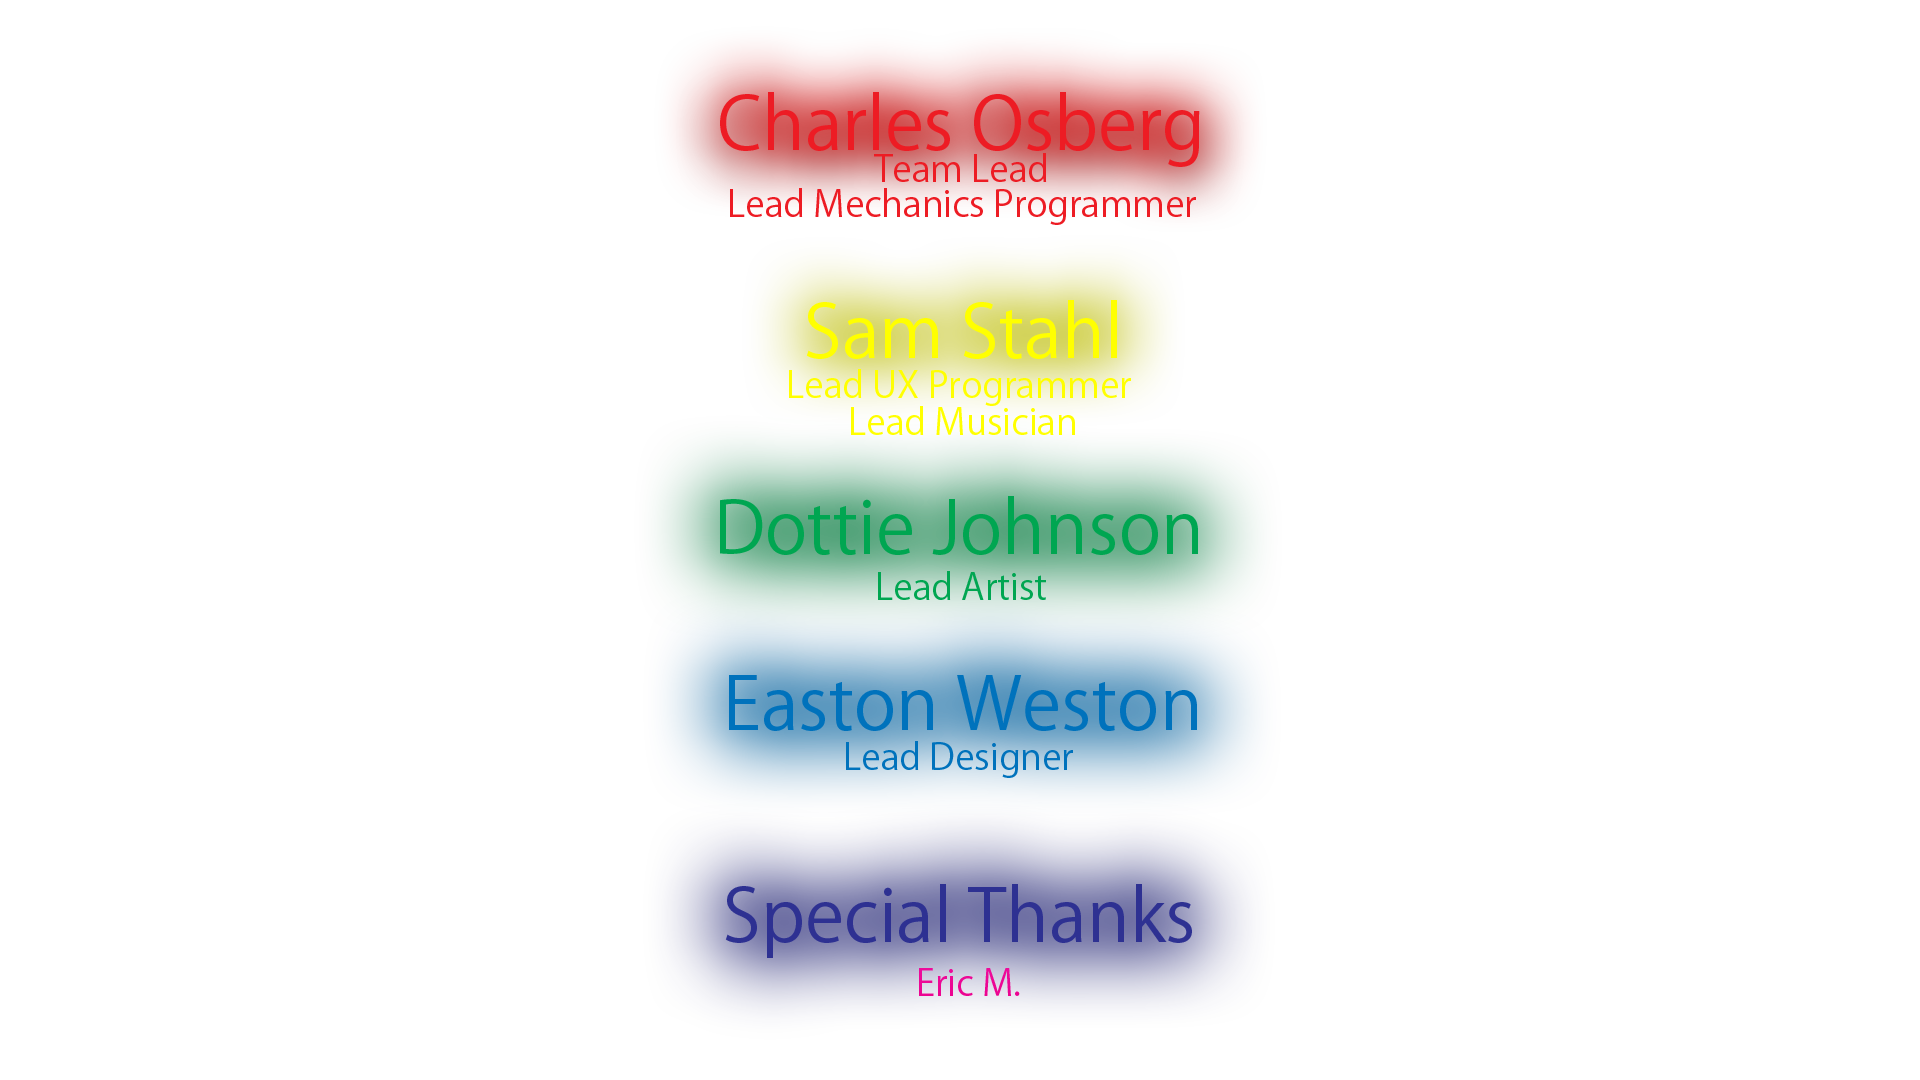 Charles Osberg
Team Lead
Lead Mechanics Programmer
Sam Stahl
Lead UX Programmer
Lead Musician
Dottie Johnson
Lead Artist
Easton Weston
Lead Designer
Special Thanks
Eric M.